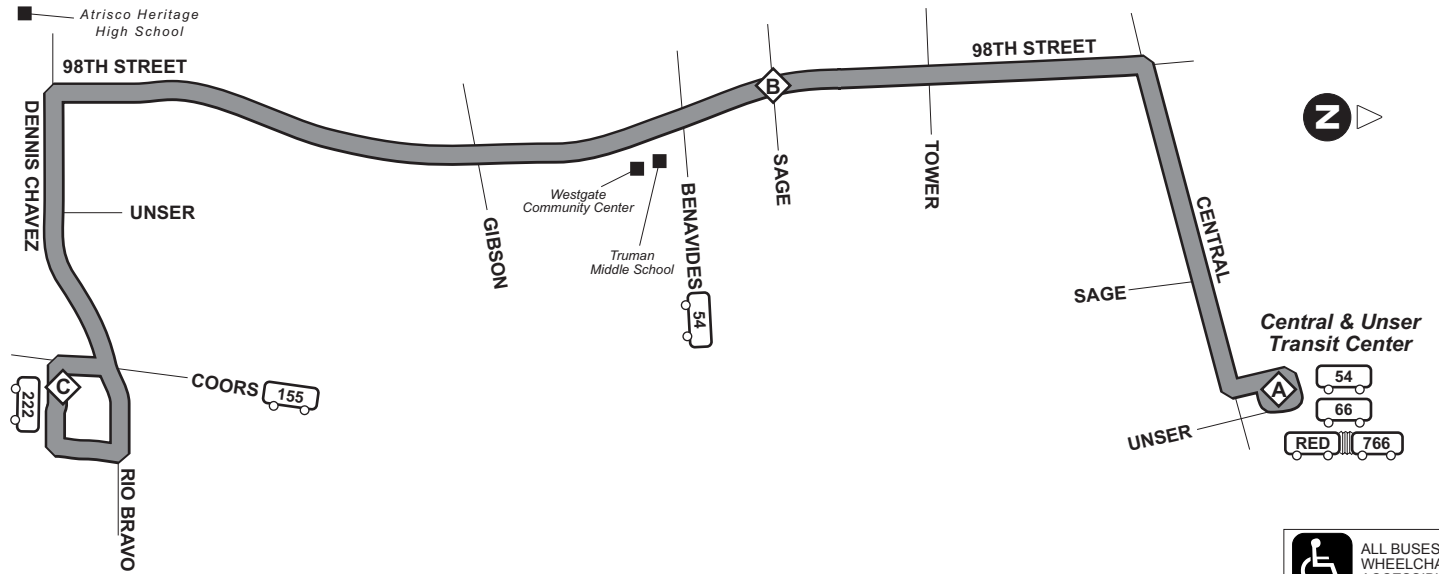 Atrisco Heritage
High School
98TH STREET
98TH STREET
DENNIS CHAVEZ
B
N
UNSER
GIBSON
Westgate
Community Center
Truman
Middle School
BENAVIDES
54
SAGE
TOWER
CENTRAL
SAGE
Central & Unser
Transit Center
54
66
RED
766
A
UNSER
COORS
155
C
222
RIO BRAVO
ALL BUSES